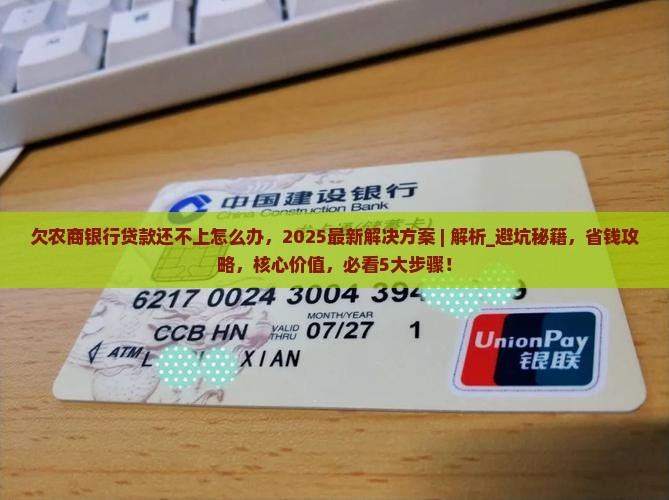 中国建设银行
China Construction Bank
欠农商银行贷款还不上怎么办，2025最新解决方案 | 解析_避坑秘籍，省钱攻
略，核心价值，必看5大步骤！
6217 0024 3004 394
CCB HN VALID THRU MONTH/YEAR 07/27 1
ATM L XIAN
UnionPay
银联